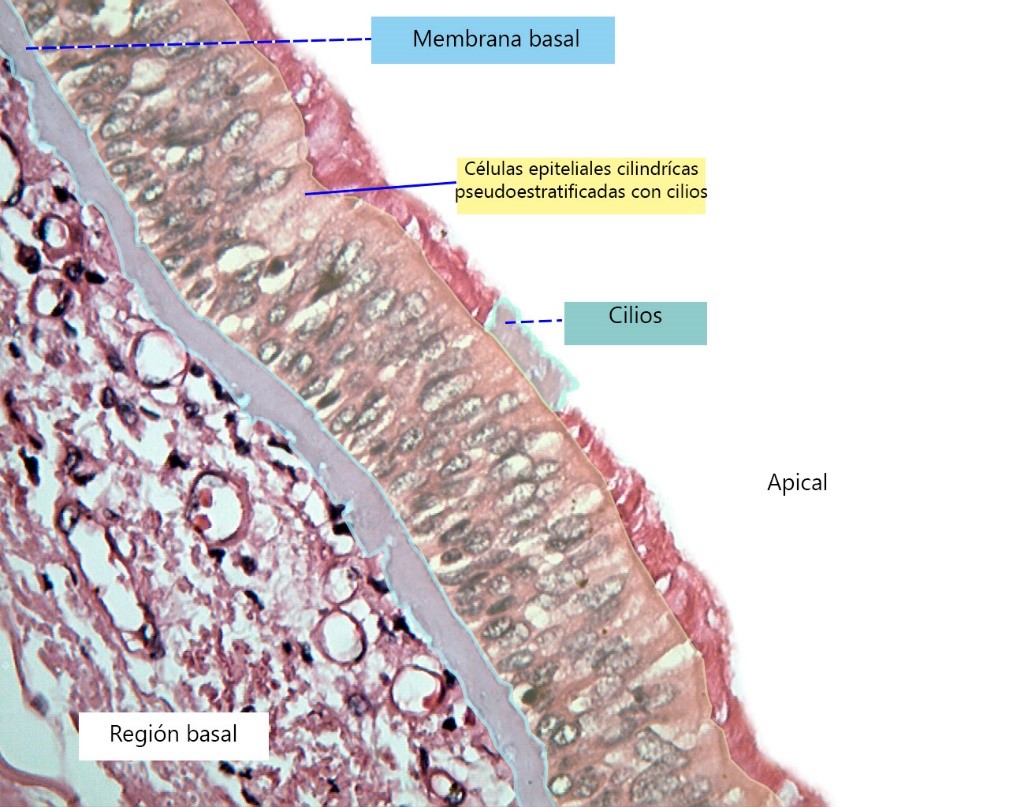 Membrana basal
Células epiteliales cilindrícas
pseudoestratificadas con cilios
Cilios
Apical
Región basal